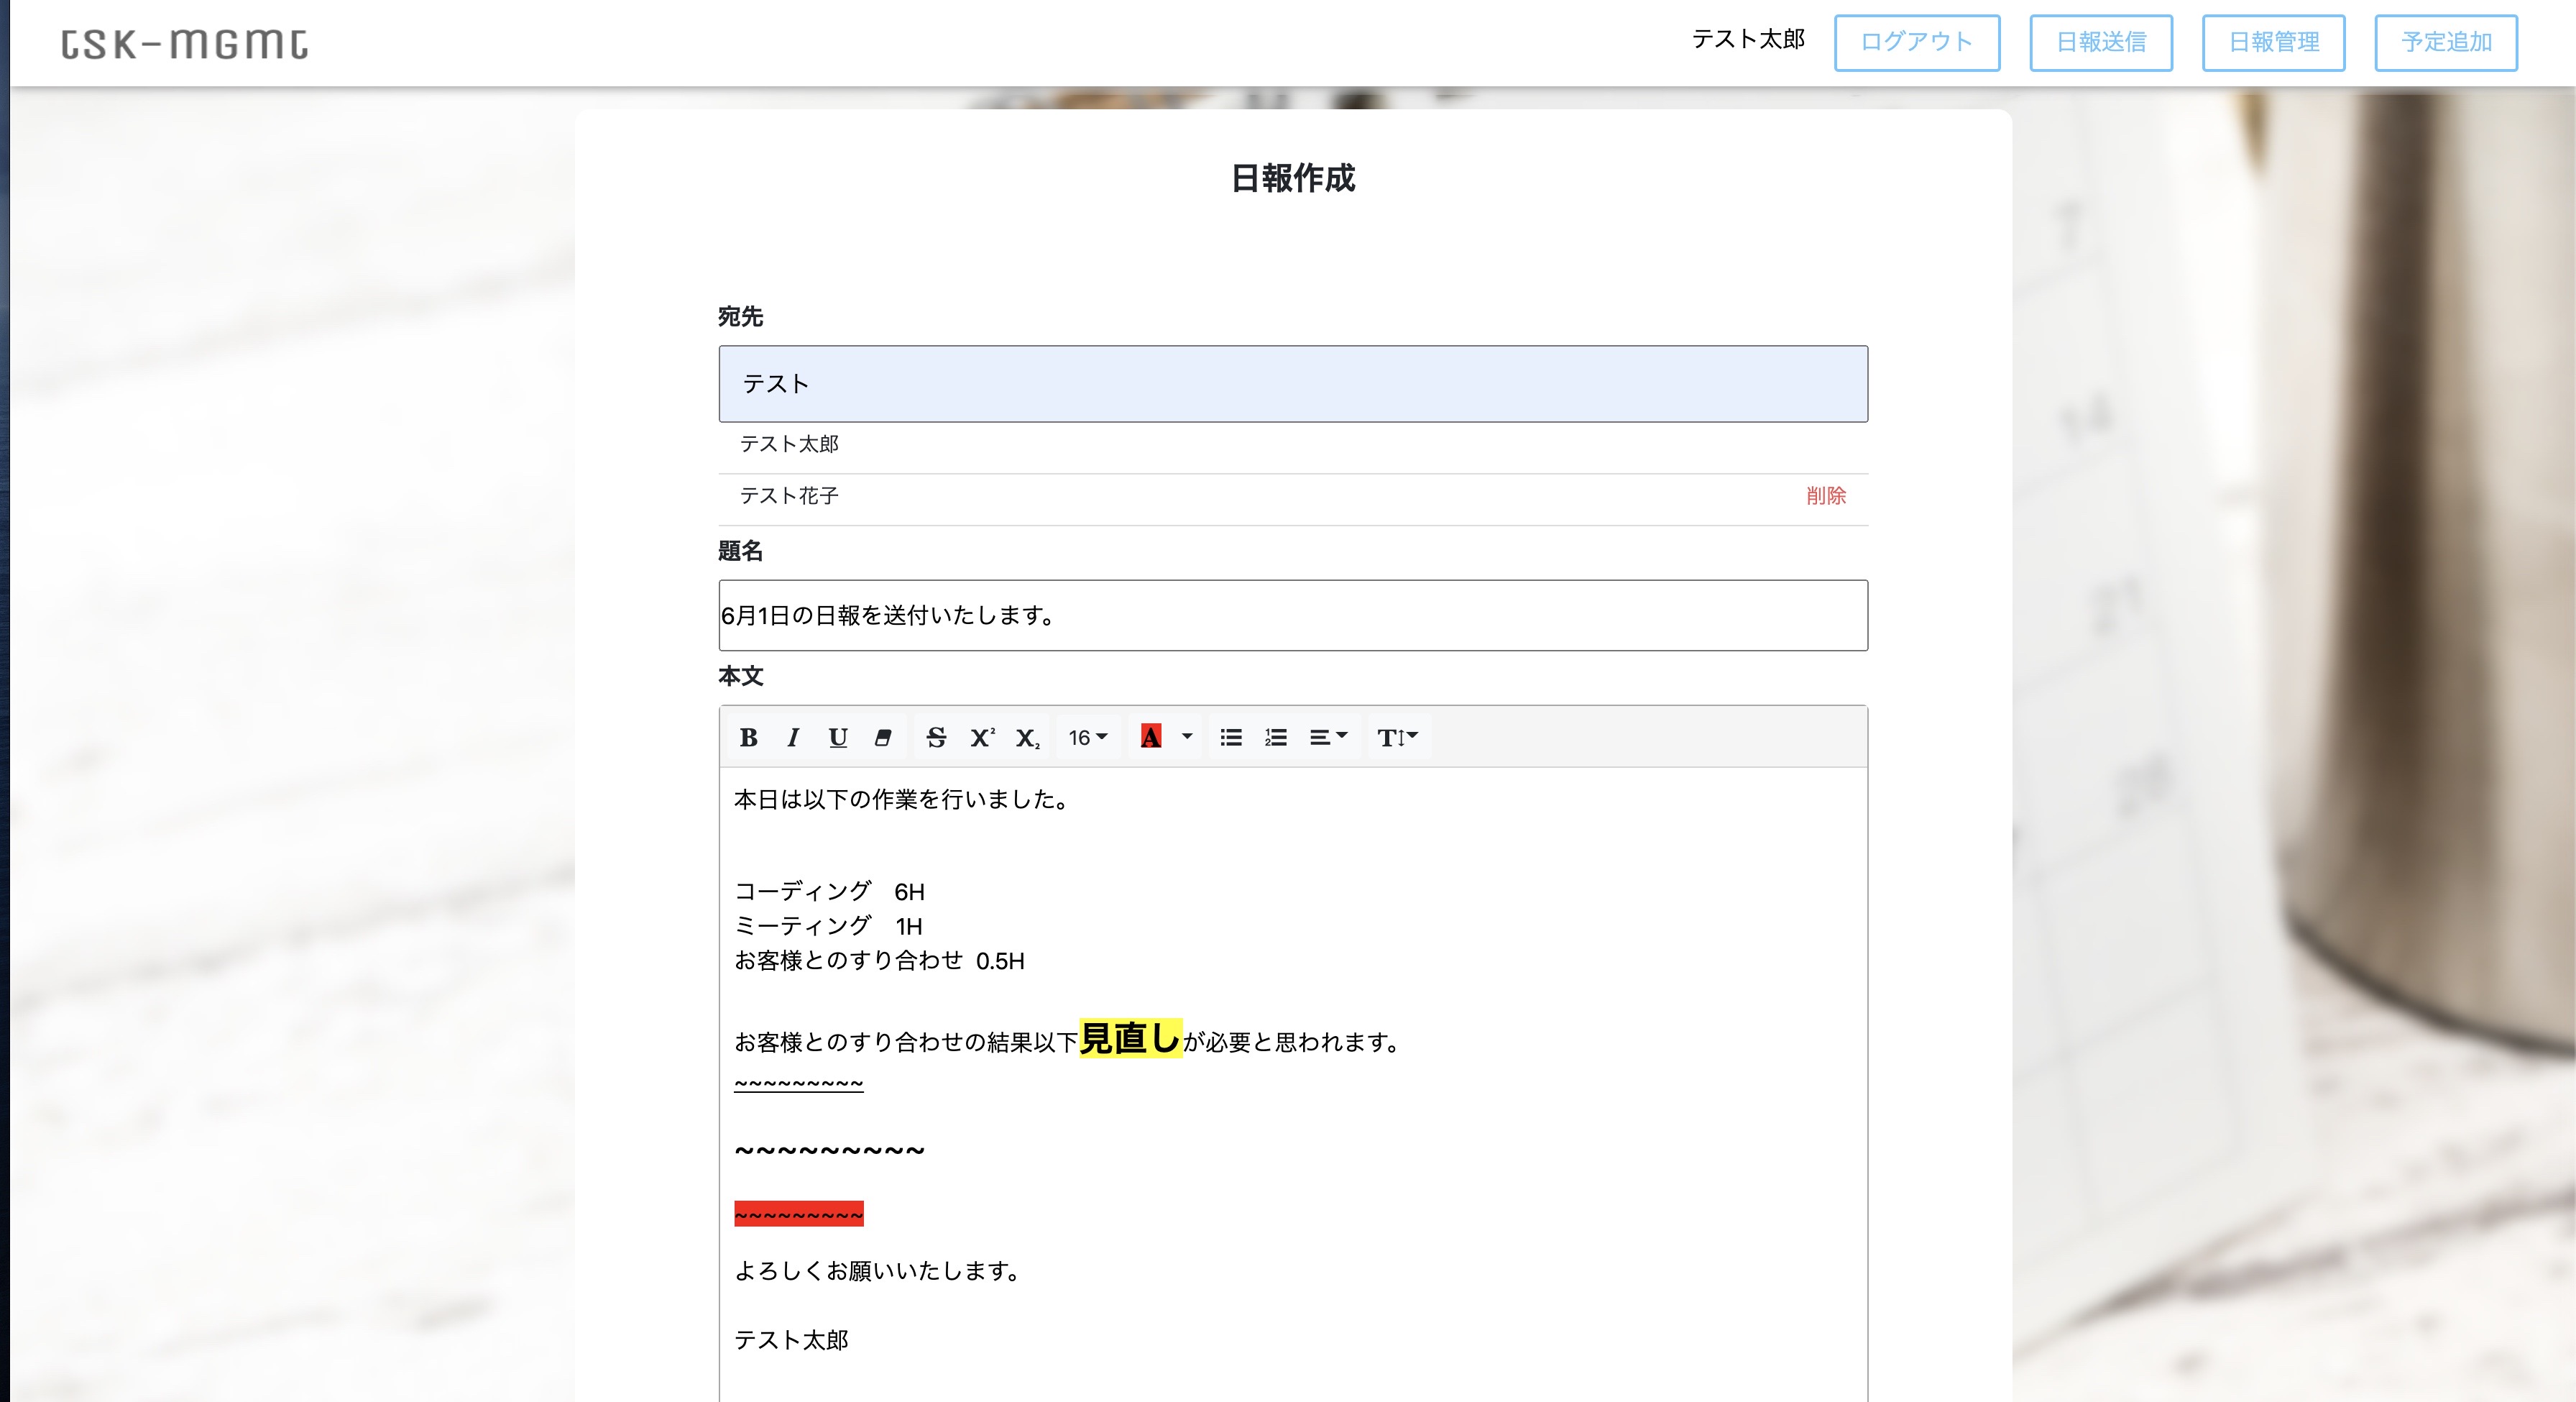 tSK-MGMt
テスト太郎 ログアウト 日報送信 日報管理 予定追加
日報作成
宛先
テスト
テスト太郎
テスト花子 削除
題名
6月1日の日報を送付いたします。
本文
B I U S X² X₂ 16 A T
本日は以下の作業を行いました。
コーディング　6H
ミーティング　1H
お客様とのすり合わせ 0.5H
お客様とのすり合わせの結果以下見直しが必要と思われます。
~~~~~~~~~
~~~~~~~~~
~~~~~~~~~
よろしくお願いいたします。
テスト太郎